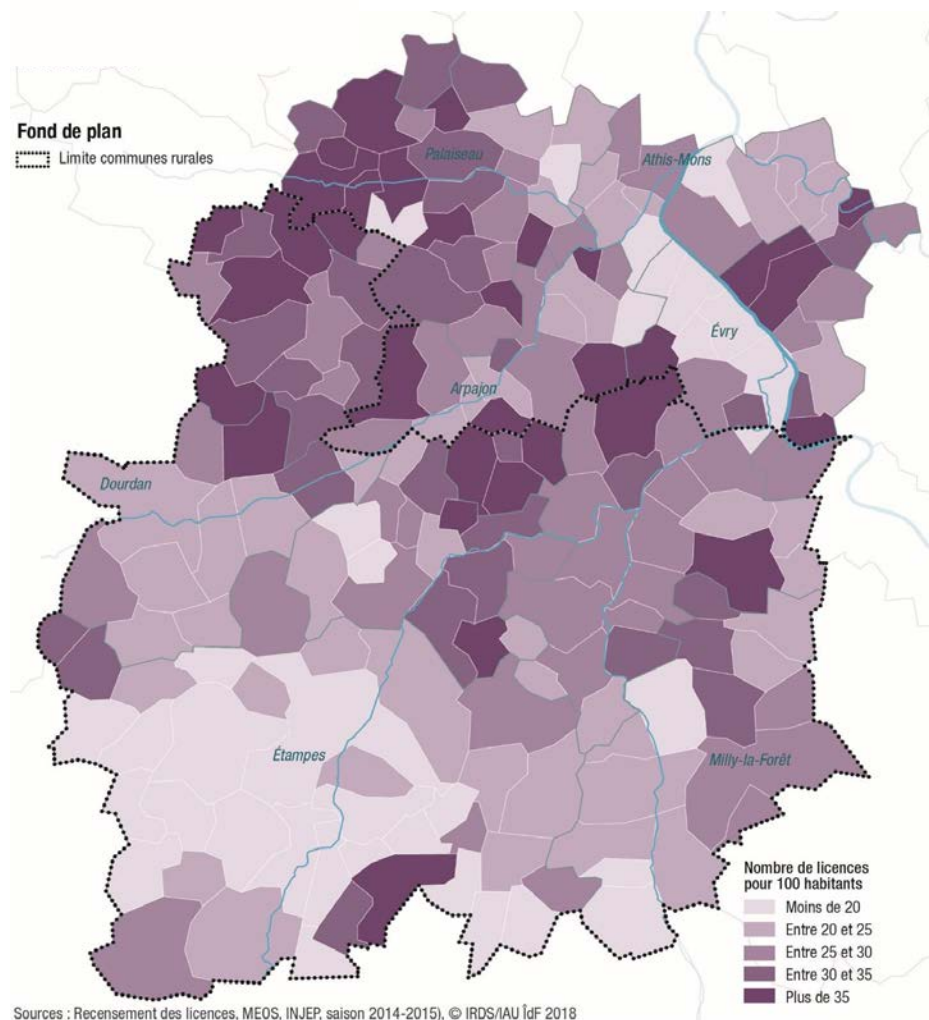 Fond de plan
Limite communes rurales
Palaiseau
Athis-Mons
Évry
Arpajon
Dourdan
Étampes
Milly-la-Forêt
Nombre de licences
pour 100 habitants
Moins de 20
Entre 20 et 25
Entre 25 et 30
Entre 30 et 35
Plus de 35
Sources : Recensement des licences, MEOS, INJEP, saison 2014-2015), © IRDS/IAU ÎdF 2018